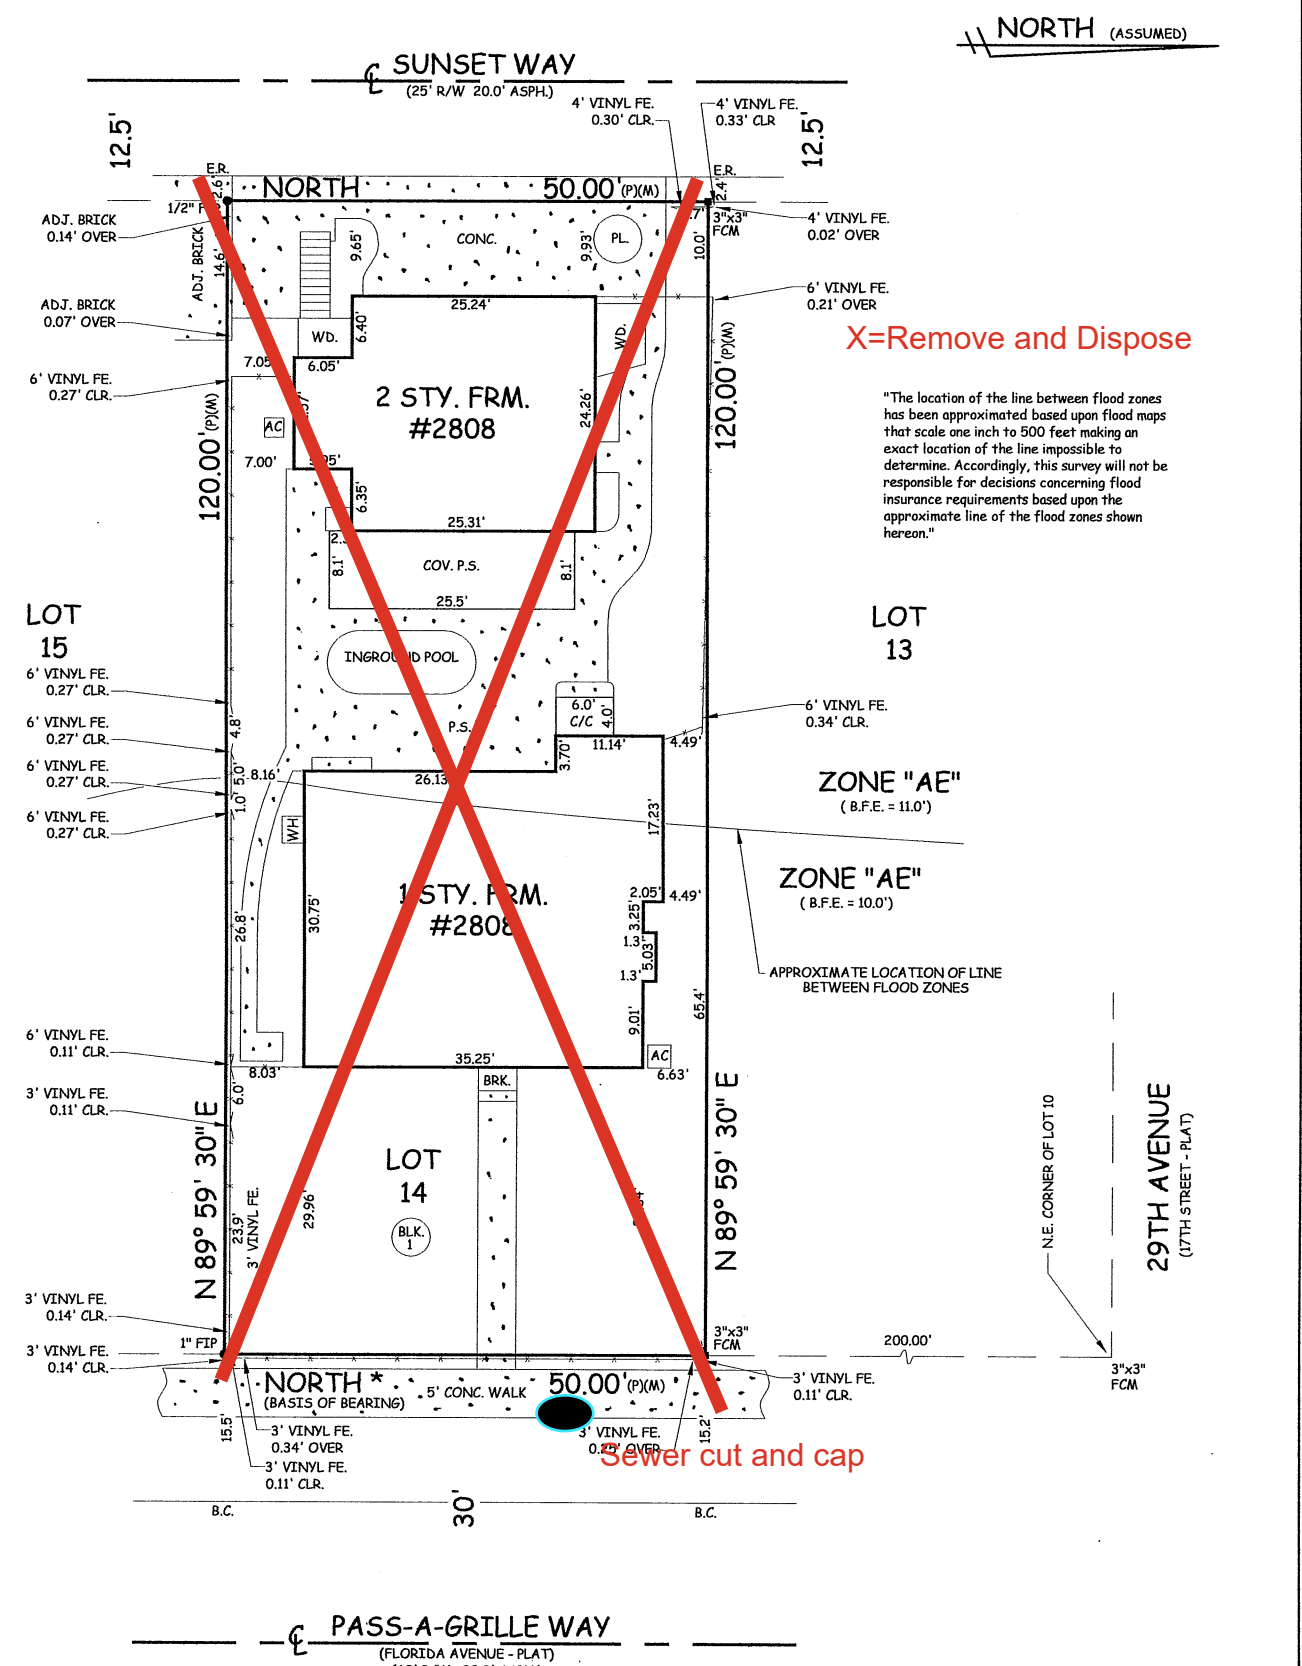 NORTH (ASSUMED)
℄ SUNSET WAY
(25' R/W 20.0' ASPH.)
4' VINYL FE.
0.30' CLR.
4' VINYL FE.
0.33' CLR
12.5'
12.5'
E.R.
E.R.
2.6'
2.4'
NORTH
50.00'(P)(M)
1/2"
3"x3"
FCM
ADJ. BRICK
0.14' OVER
4' VINYL FE.
0.02' OVER
ADJ. BRICK
14.6'
9.65'
CONC.
9.93'
PL.
10.0'
6' VINYL FE.
0.21' OVER
ADJ. BRICK
0.07' OVER
25.24'
6.40'
WD.
WD.
X=Remove and Dispose
7.05'
6.05'
120.00'(P)(M)
6' VINYL FE.
0.27' CLR.
2 STY. FRM.
#2808
24.26'
AC
120.00'(P)(M)
7.00'
6.35'
25.31'
"The location of the line between flood zones
has been approximated based upon flood maps
that scale one inch to 500 feet making an
exact location of the line impossible to
determine. Accordingly, this survey will not be
responsible for decisions concerning flood
insurance requirements based upon the
approximate line of the flood zones shown
hereon."
8.1'
COV. P.S.
8.1'
25.5'
LOT
15
LOT
13
INGROUND POOL
6' VINYL FE.
0.27' CLR.
6' VINYL FE.
0.27' CLR.
6' VINYL FE.
0.27' CLR.
6' VINYL FE.
0.27' CLR.
4.8'
5.0'
1.0'
P.S.
6.0'
C/C
4.0'
6' VINYL FE.
0.34' CLR.
3.70'
11.14'
4.49'
8.16'
26.13'
ZONE "AE"
( B.F.E. = 11.0')
17.23'
WH
ZONE "AE"
( B.F.E. = 10.0')
1 STY. FRM.
#2808
30.75'
26.8'
2.05'
4.49'
3.25'
1.3'
5.03'
1.3'
9.01'
65.4'
APPROXIMATE LOCATION OF LINE
BETWEEN FLOOD ZONES
6' VINYL FE.
0.11' CLR.
35.25'
AC
8.03'
6.63'
BRK.
3' VINYL FE.
0.11' CLR.
6.0'
N 89° 59' 30" E
N 89° 59' 30" E
LOT
14
BLK.
1
29.96'
23.9'
3' VINYL FE.
N.E. CORNER OF LOT 10
29TH AVENUE
(17TH STREET - PLAT)
3' VINYL FE.
0.14' CLR.
1" FIP
3' VINYL FE.
0.14' CLR.
3"x3"
FCM
200.00'
3"x3"
FCM
NORTH *
(BASIS OF BEARING)
5' CONC. WALK
50.00'(P)(M)
3' VINYL FE.
0.11' CLR.
15.5'
15.2'
3' VINYL FE.
0.34' OVER
3' VINYL FE.
0.11' CLR.
3' VINYL FE.
OVER
Sewer cut and cap
B.C.
30'
B.C.
℄ PASS-A-GRILLE WAY
(FLORIDA AVENUE - PLAT)